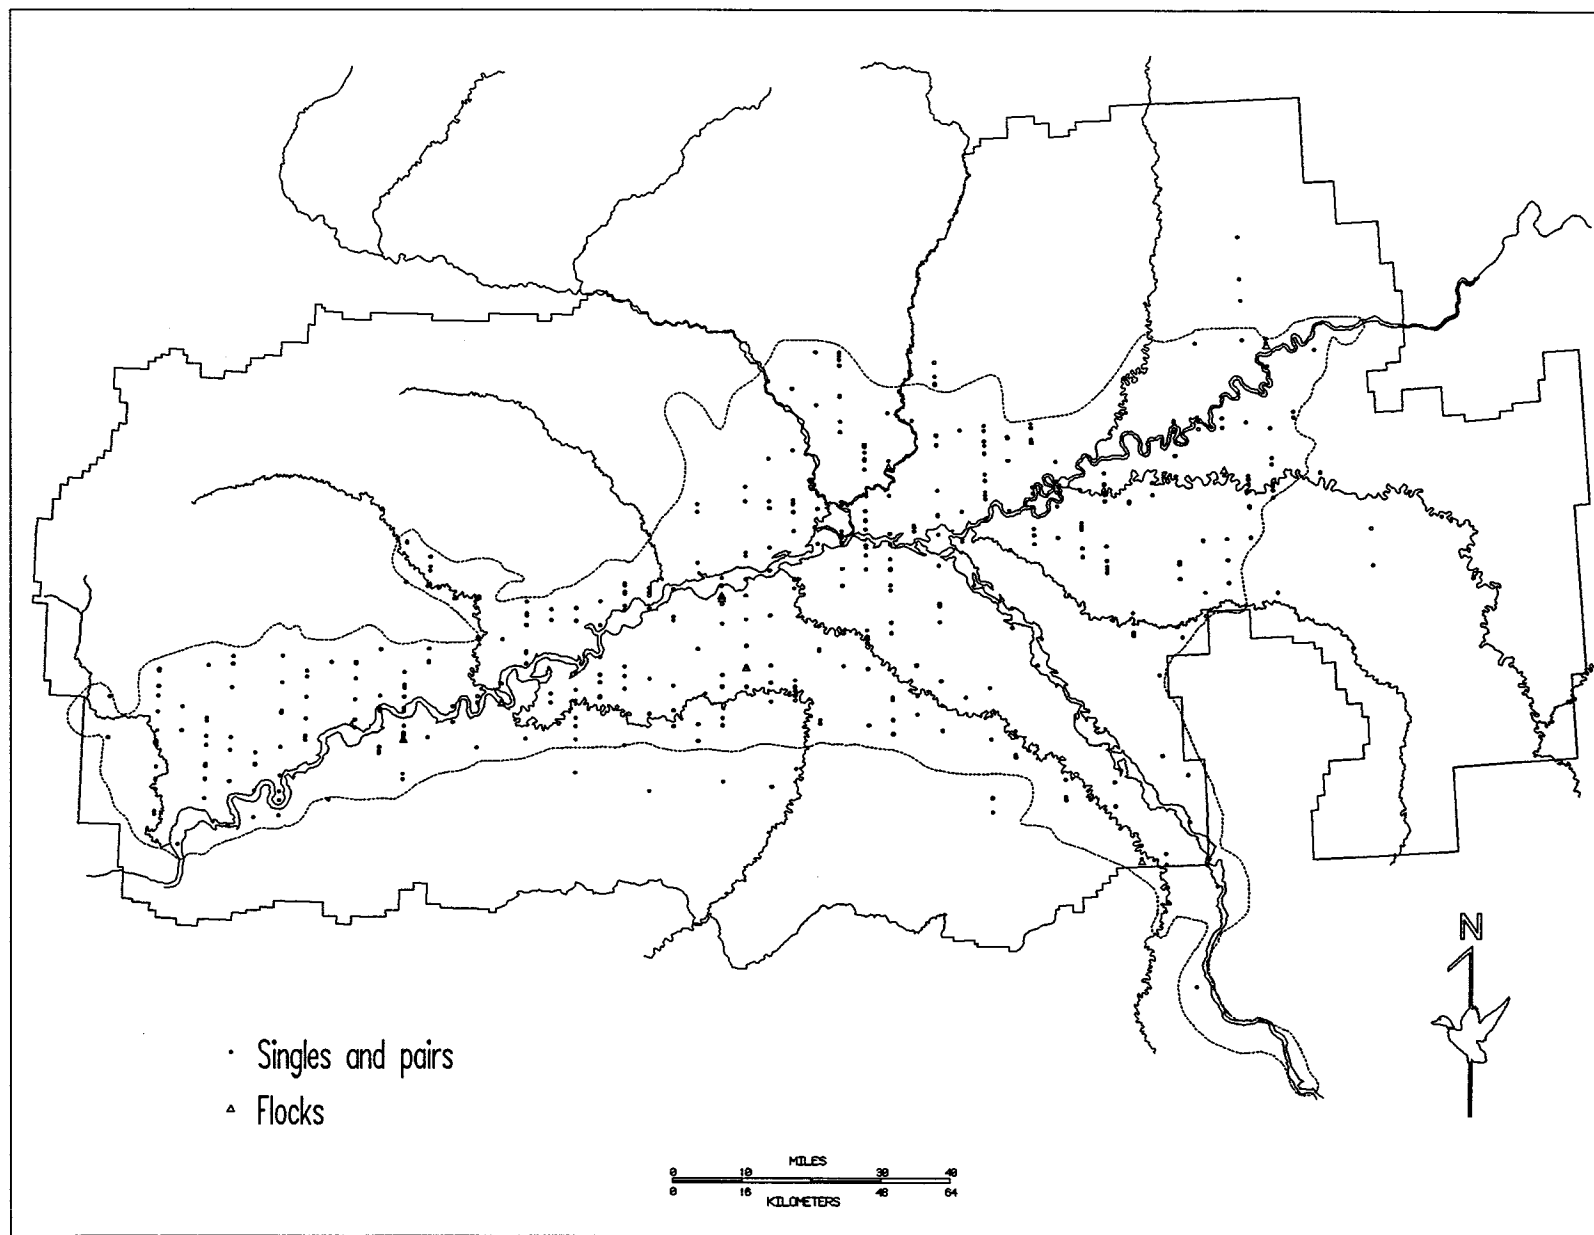 N
Singles and pairs
Flocks
MILES
0 10 30 40
0 16 48 64
KILOMETERS